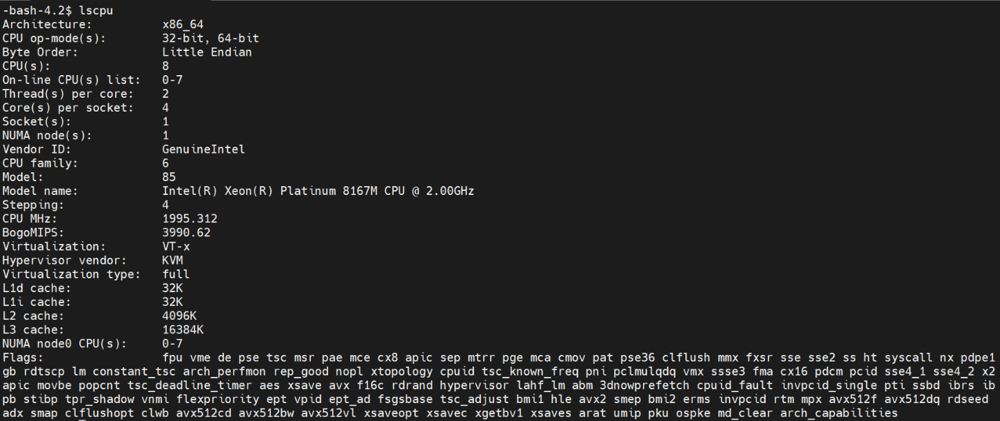 -bash-4.2$ lscpu
Architecture:          x86_64
CPU op-mode(s):        32-bit, 64-bit
Byte Order:            Little Endian
CPU(s):                8
On-line CPU(s) list:   0-7
Thread(s) per core:    2
Core(s) per socket:    4
Socket(s):             1
NUMA node(s):          1
Vendor ID:             GenuineIntel
CPU family:            6
Model:                 85
Model name:            Intel(R) Xeon(R) Platinum 8167M CPU @ 2.00GHz
Stepping:              4
CPU MHz:               1995.312
BogoMIPS:              3990.62
Virtualization:        VT-x
Hypervisor vendor:     KVM
Virtualization type:   full
L1d cache:             32K
L1i cache:             32K
L2 cache:              4096K
L3 cache:              16384K
NUMA node0 CPU(s):     0-7
Flags:                 fpu vme de pse tsc msr pae mce cx8 apic sep mtrr pge mca cmov pat pse36 clflush mmx fxsr sse sse2 ss ht syscall nx pdpe1
gb rdtscp lm constant_tsc arch_perfmon rep_good nopl xtopology cpuid tsc_known_freq pni pclmulqdq vmx ssse3 fma cx16 pdcm pcid sse4_1 sse4_2 x2
apic movbe popcnt tsc_deadline_timer aes xsave avx f16c rdrand hypervisor lahf_lm abm 3dnowprefetch cpuid_fault invpcid_single pti ssbd ibrs ib
pb stibp tpr_shadow vnmi flexpriority ept vpid ept_ad fsgsbase tsc_adjust bmi1 hle avx2 smep bmi2 erms invpcid rtm mpx avx512f avx512dq rdseed
adx smap clflushopt clwb avx512cd avx512bw avx512vl xsaveopt xsavec xgetbv1 xsaves arat umip pku ospke md_clear arch_capabilities